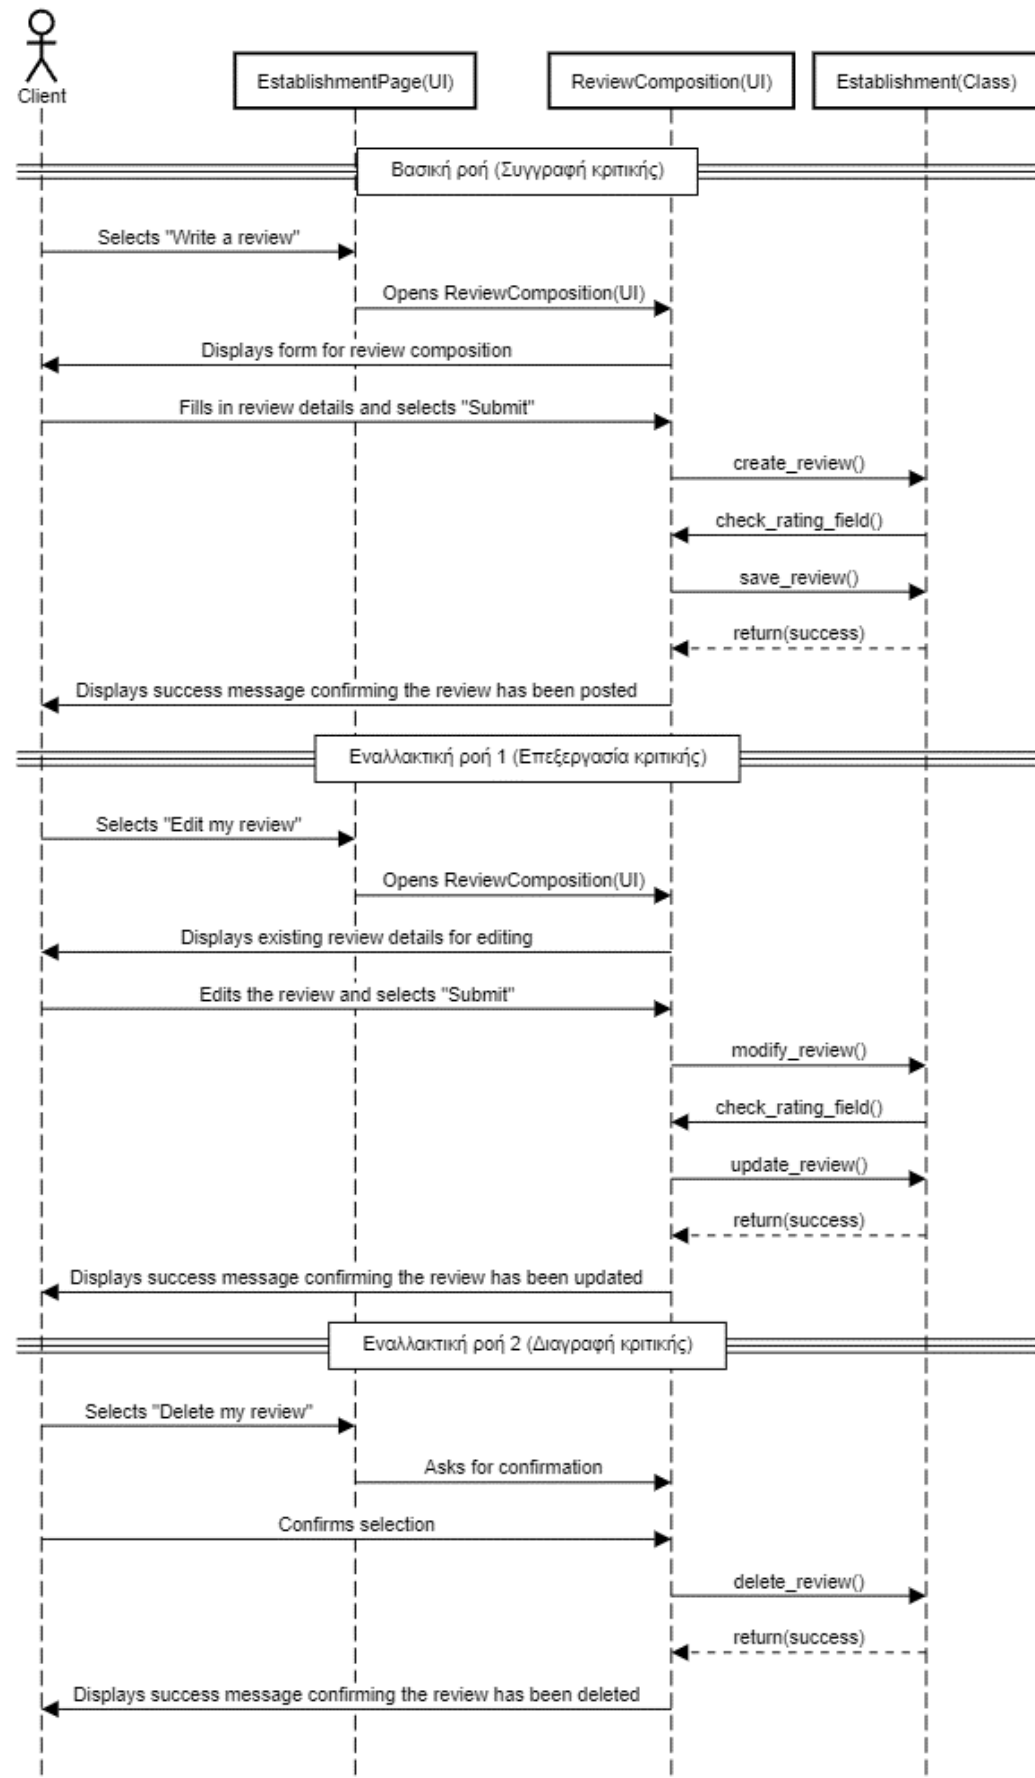 Client
EstablishmentPage(UI)
ReviewComposition(UI)
Establishment(Class)
Βασική ροή (Συγγραφή κριτικής)
Selects "Write a review"
Opens ReviewComposition(UI)
Displays form for review composition
Fills in review details and selects "Submit"
create_review()
check_rating_field()
save_review()
return(success)
Displays success message confirming the review has been posted
Εναλλακτική ροή 1 (Επεξεργασία κριτικής)
Selects "Edit my review"
Opens ReviewComposition(UI)
Displays existing review details for editing
Edits the review and selects "Submit"
modify_review()
check_rating_field()
update_review()
return(success)
Displays success message confirming the review has been updated
Εναλλακτική ροή 2 (Διαγραφή κριτικής)
Selects "Delete my review"
Asks for confirmation
Confirms selection
delete_review()
return(success)
Displays success message confirming the review has been deleted